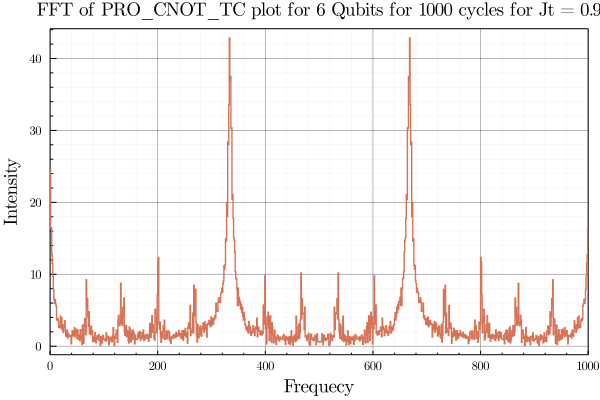 FFT of PRO_CNOT_TC plot for 6 Qubits for 1000 cycles for Jt = 0.9
40
30
20
10
0
0 200 400 600 800 1000
Intensity
Frequecy